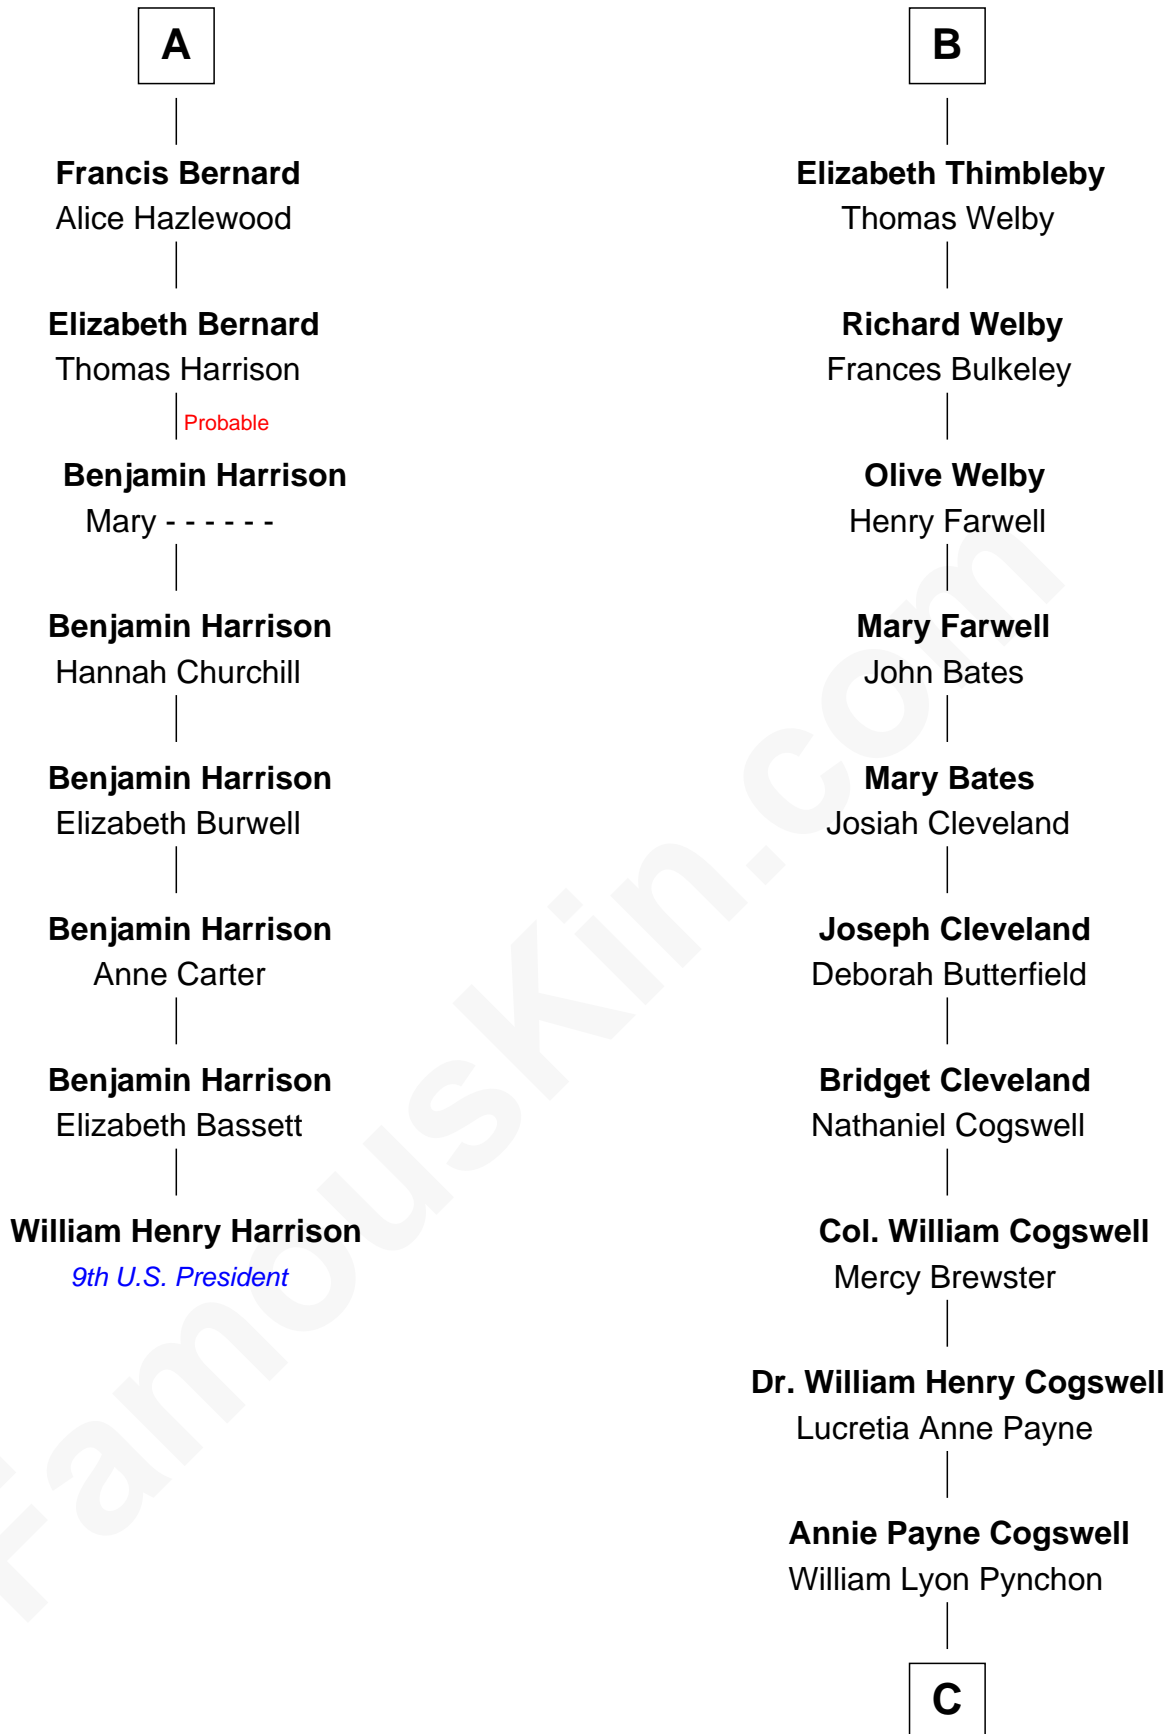 A
Francis Bernard
Alice Hazlewood
Elizabeth Bernard
Thomas Harrison
Probable
Benjamin Harrison
Mary - - - - - -
Benjamin Harrison
Hannah Churchill
Benjamin Harrison
Elizabeth Burwell
Benjamin Harrison
Anne Carter
Benjamin Harrison
Elizabeth Bassett
William Henry Harrison
9th U.S. President
B
Elizabeth Thimbleby
Thomas Welby
Richard Welby
Frances Bulkeley
Olive Welby
Henry Farwell
Mary Farwell
John Bates
Mary Bates
Josiah Cleveland
Joseph Cleveland
Deborah Butterfield
Bridget Cleveland
Nathaniel Cogswell
Col. William Cogswell
Mercy Brewster
Dr. William Henry Cogswell
Lucretia Anne Payne
Annie Payne Cogswell
William Lyon Pynchon
C
FamousKin.com